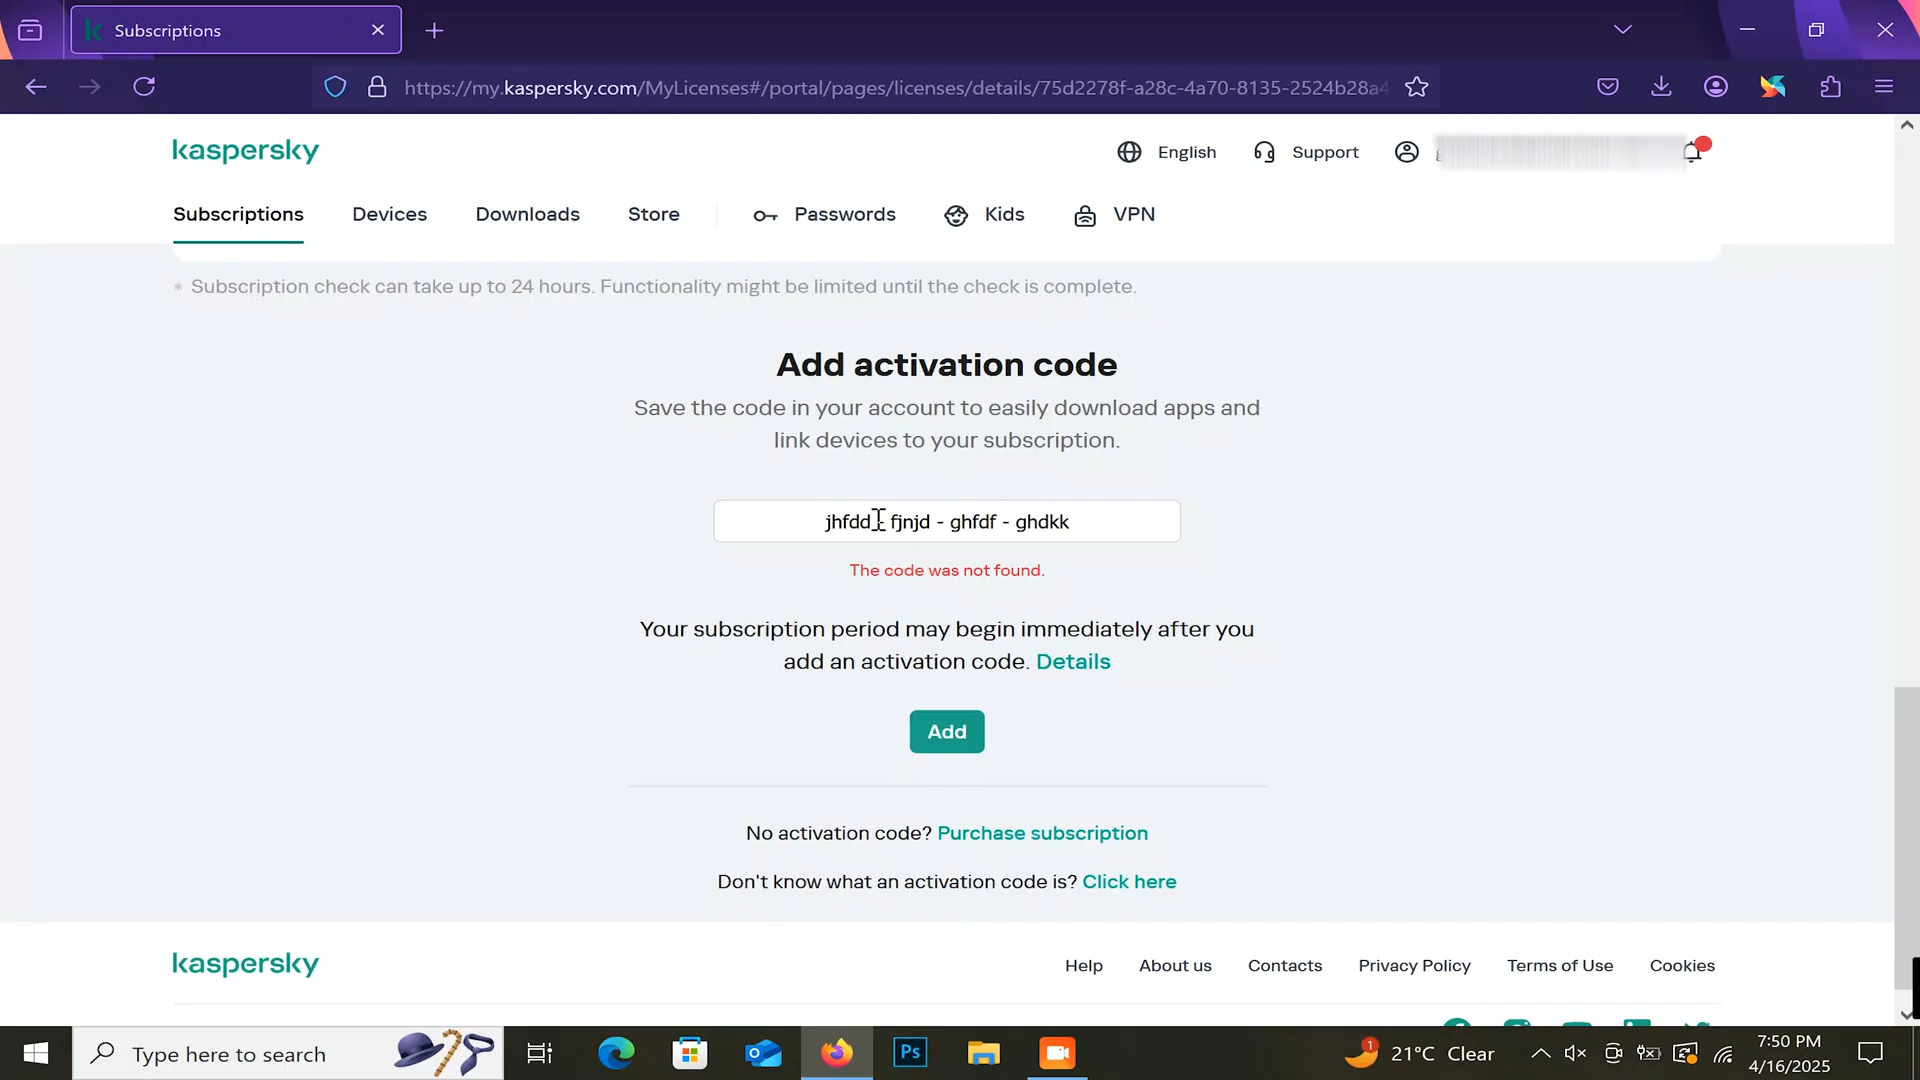 Subscriptions
https://my.kaspersky.com/MyLicenses#/portal/pages/licenses/details/75d2278f-a28c-4a70-8135-2524b28a4
kaspersky
English
Support
Subscriptions
Devices
Downloads
Store
Passwords
Kids
VPN
* Subscription check can take up to 24 hours. Functionality might be limited until the check is complete.
Add activation code
Save the code in your account to easily download apps and
link devices to your subscription.
jhfdd - fjnjd - ghfdf - ghdkk
The code was not found.
Your subscription period may begin immediately after you
add an activation code. Details
Add
No activation code? Purchase subscription
Don't know what an activation code is? Click here
kaspersky
Help
About us
Contacts
Privacy Policy
Terms of Use
Cookies
Type here to search
Ps
1
21°C Clear
7:50 PM
4/16/2025